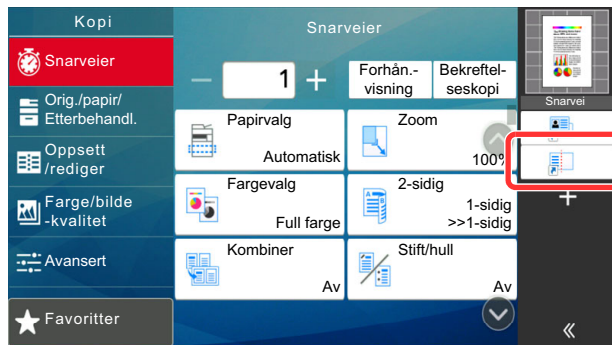 Kopi
Snarveier
Snarveier
Orig./papir/
Etterbehandl.
Oppsett
/rediger
Farge/bilde
-kvalitet
Avansert
Favoritter
1
Forhån.-
visning
Bekreftel-
seskopi
Papirvalg
Automatisk
Zoom
100%
Fargevalg
Full farge
2-sidig
1-sidig
>>1-sidig
Kombiner
Av
Stift/hull
Av
Snarvei